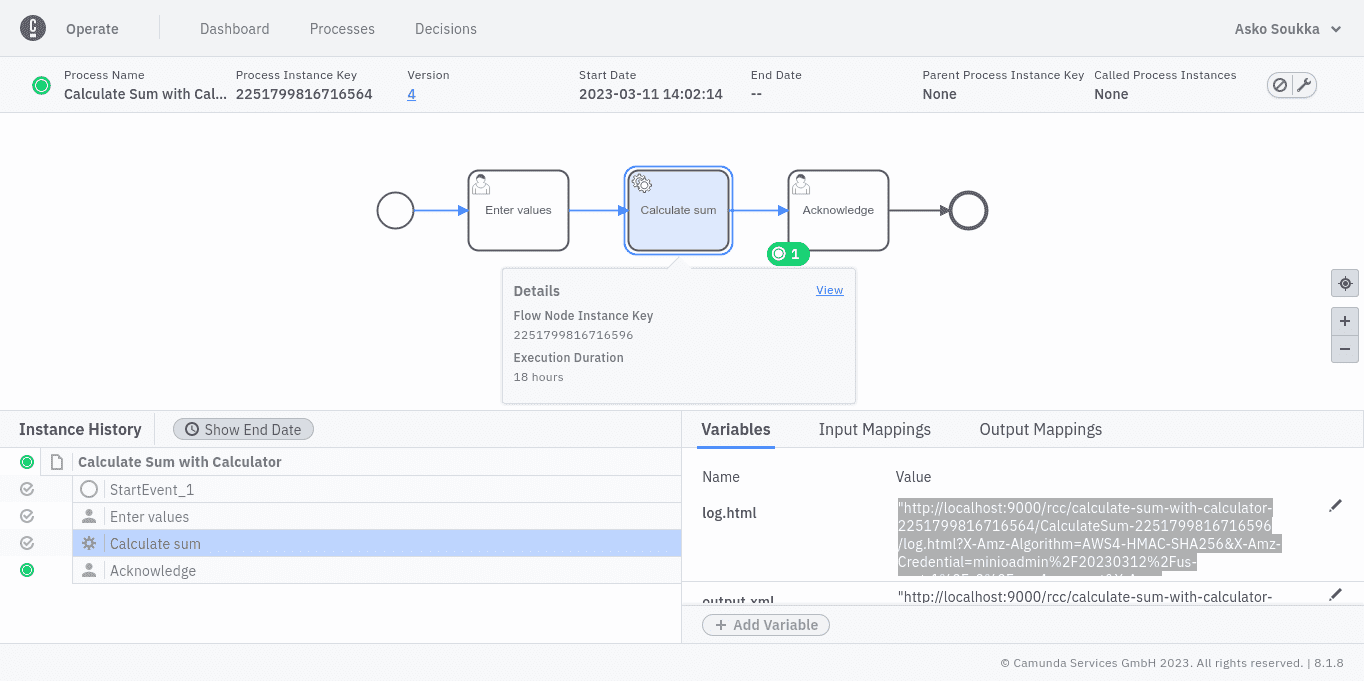 Operate
Dashboard
Processes
Decisions
Asko Soukka
Process Name
Calculate Sum with Cal...
Process Instance Key
2251799816716564
Version
4
Start Date
2023-03-11 14:02:14
End Date
--
Parent Process Instance Key
None
Called Process Instances
None
Enter values
Calculate sum
Acknowledge
1
Details
View
Flow Node Instance Key
2251799816716596
Execution Duration
18 hours
Instance History
Show End Date
Calculate Sum with Calculator
StartEvent_1
Enter values
Calculate sum
Acknowledge
Variables
Input Mappings
Output Mappings
Name
Value
log.html
"http://localhost:9000/rcc/calculate-sum-with-calculator-
2251799816716564/CalculateSum-2251799816716596
/log.html?X-Amz-Algorithm=AWS4-HMAC-SHA256&X-Amz-
Credential=minioadmin%2F20230312%2Fus-
output.xml
"http://localhost:9000/rcc/calculate-sum-with-calculator-
+ Add Variable
© Camunda Services GmbH 2023. All rights reserved. | 8.1.8